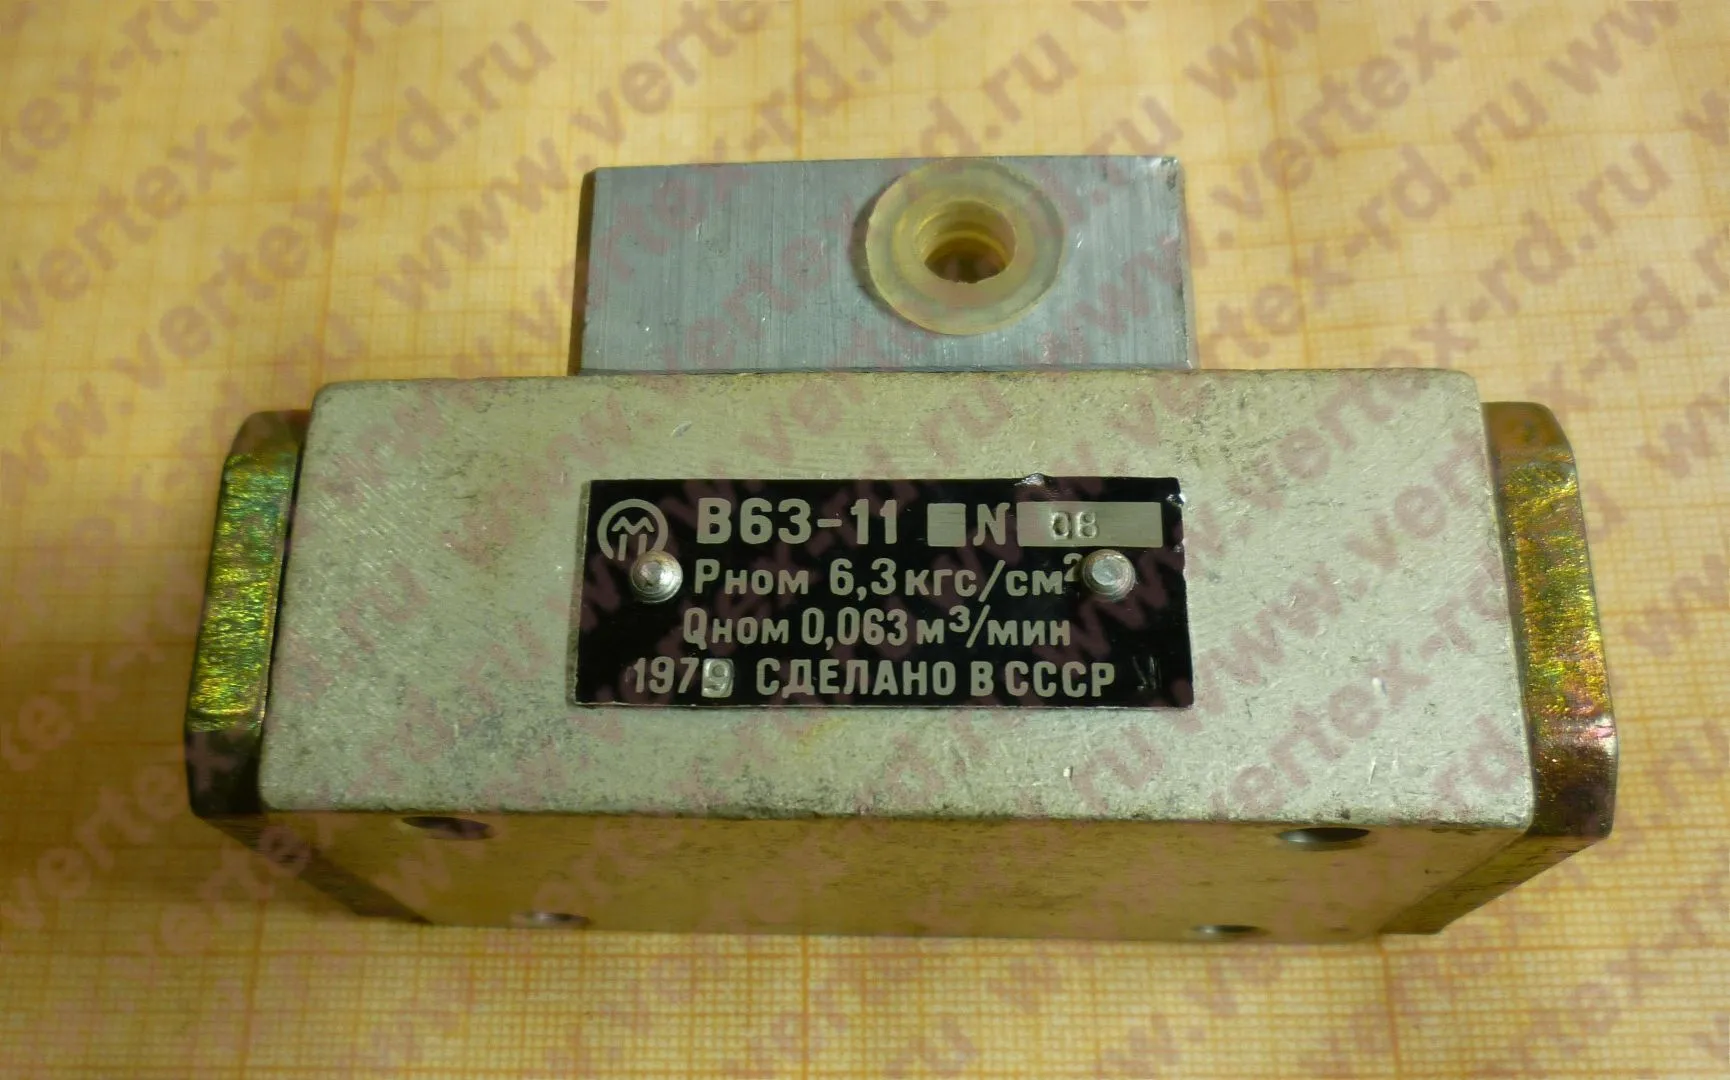 В63-11 N 08
Рном 6,3 кгс/см²
Qном 0,063 м³/мин
1979 СДЕЛАНО В СССР
www.vertex-rd.ru